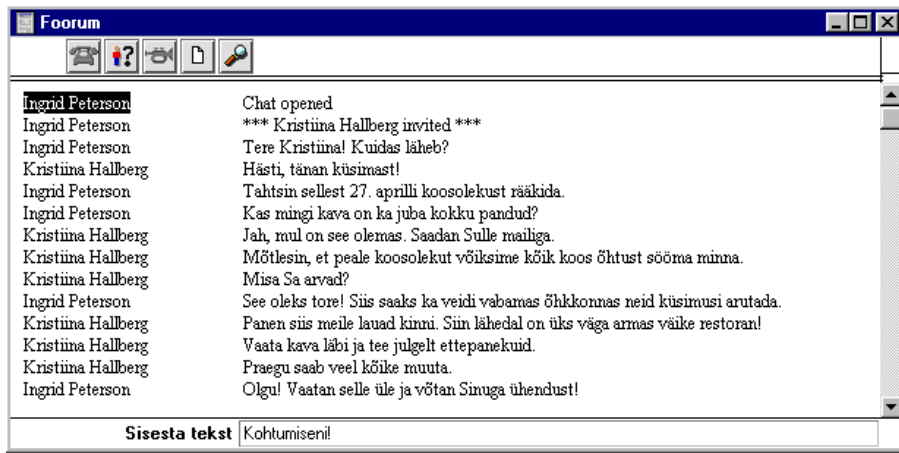 Foorum
Ingrid Peterson Chat opened
Ingrid Peterson *** Kristiina Hallberg invited ***
Ingrid Peterson Tere Kristiina! Kuidas läheb?
Kristiina Hallberg Hästi, tänan küsimast!
Ingrid Peterson Tahtsin sellest 27. aprilli koosolekust rääkida.
Ingrid Peterson Kas mingi kava on ka juba kokku pandud?
Kristiina Hallberg Jah, mul on see olemas. Saadan Sulle mailiga.
Kristiina Hallberg Mõtlesin, et peale koosolekut võiksime kõik koos õhtust sööma minna.
Kristiina Hallberg Misa Sa arvad?
Ingrid Peterson See oleks tore! Siis saaks ka veidi vabamas õhkkonnas neid küsimusi arutada.
Kristiina Hallberg Panen siis meile lauad kinni. Siin lähedal on üks väga armas väike restoran!
Kristiina Hallberg Vaata kava läbi ja tee julgelt ettepanekuid.
Kristiina Hallberg Praegu saab veel kõike muuta.
Ingrid Peterson Olgu! Vaatan selle üle ja võtan Sinuga ühendust!
Sisesta tekst Kohtumiseni!